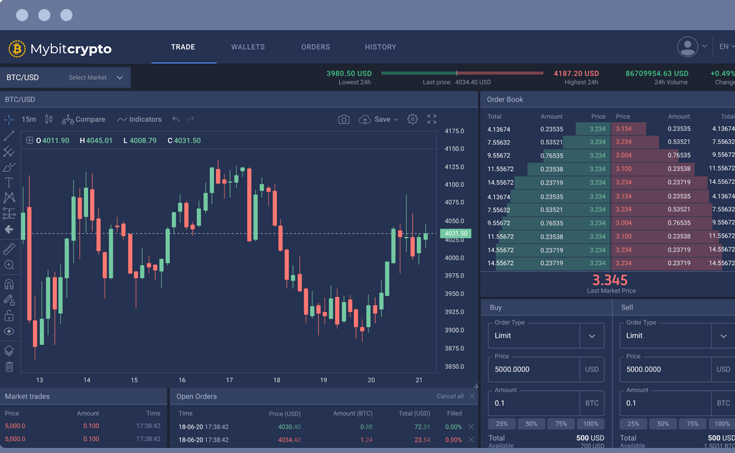 Mybitcrypto TRADE WALLETS ORDERS HISTORY EN
BTC/USD Select Market
3980.50 USD 4187.20 USD 86709954.63 USD +0.49%
Lowest 24h Last price: 4034.40 USD Highest 24h 24h Volume
BTC/USD
15m Compare Indicators Save
O 4011.90 H 4045.01 L 4008.79 C 4031.50
4175.0
4150.0
4125.0
4100.0
4075.0
4050.0
4031.50
4025.0
4000.0
3975.0
3950.0
3925.0
3900.0
3875.0
3850.0
13 14 15 16 17 18 19 20 21
Order Book
Total Amount Price Price Amount Total
4.13674 0.23535 3.234 3.134 0.23535 4.13674
7.55632 0.53521 3.234 3.234 0.53521 7.55632
9.55672 0.76535 3.234 3.004 0.76535 9.55672
11.55672 0.23538 3.234 3.100 0.23538 11.55672
14.55672 0.23719 3.234 3.234 0.23719 14.55672
4.13674 0.23535 3.234 3.134 0.23535 4.13674
7.55632 0.53521 3.234 3.234 0.53521 7.55632
9.55672 0.76535 3.234 3.004 0.76535 9.55672
11.55672 0.23538 3.234 3.100 0.23538 11.55672
14.55672 0.23719 3.234 3.234 0.23719 14.55672
14.55672 0.23719 3.234 3.234 0.23719 14.55672
3.345
Last Market Price
Market trades
Price Amount Time
5,000.0 0.100 17:38:42
5,000.0 0.100 17:38:42
Open Orders Cancel all
Time Price (USD) Amount (BTC) Total (USD) Filled
18-06-20 17:38:42 4030.40 0.88 72.31 0.00%
18-06-20 17:38:42 4034.40 1.24 23.54 0.00%
Buy
Order Type
Limit
Price
5000.0000 USD
Amount
0.1 BTC
25% 50% 75% 100%
Total 500 USD
Available 700 USD
Sell
Order Type
Limit
Price
5000.0000 USD
Amount
0.1 BTC
25% 50% 75% 100%
Total 500 USD
Available 1.5031 BTC